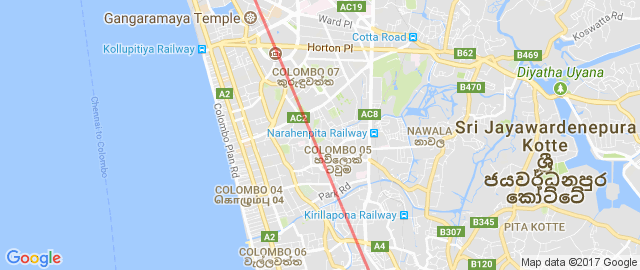 AC19
Koswatta Rd
Gangaramaya Temple
Ward Pl
Cotta Road
Kollupitiya Railway
Horton Pl
B62
B469
COLOMBO 07
කුරුඳුවත්ත
Diyatha Uyana
A2
B470
Chennai to Colombo
AC2
AC8
Colombo Plan Rd
Narahenpita Railway
NAWALA
නාවල
Sri Jayawardenepura
Kotte
ශ්‍රී
ජයවර්ධනපුර
කෝට්ටේ
COLOMBO 05
හව්ලොක්
ටවුම
COLOMBO 04
கொழும்பு 04
Park Rd
Kirillapona Railway
B345
PITA KOTTE
A2
B307
COLOMBO 06
වැල්ලවත්ත
A4
B120
Google
Map data ©2017 Google